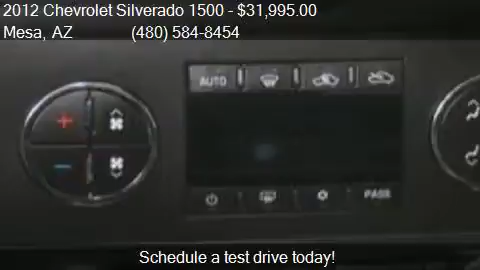 2012 Chevrolet Silverado 1500 - $31,995.00
Mesa, AZ (480) 584-8454
AUTO
PASS
Schedule a test drive today!